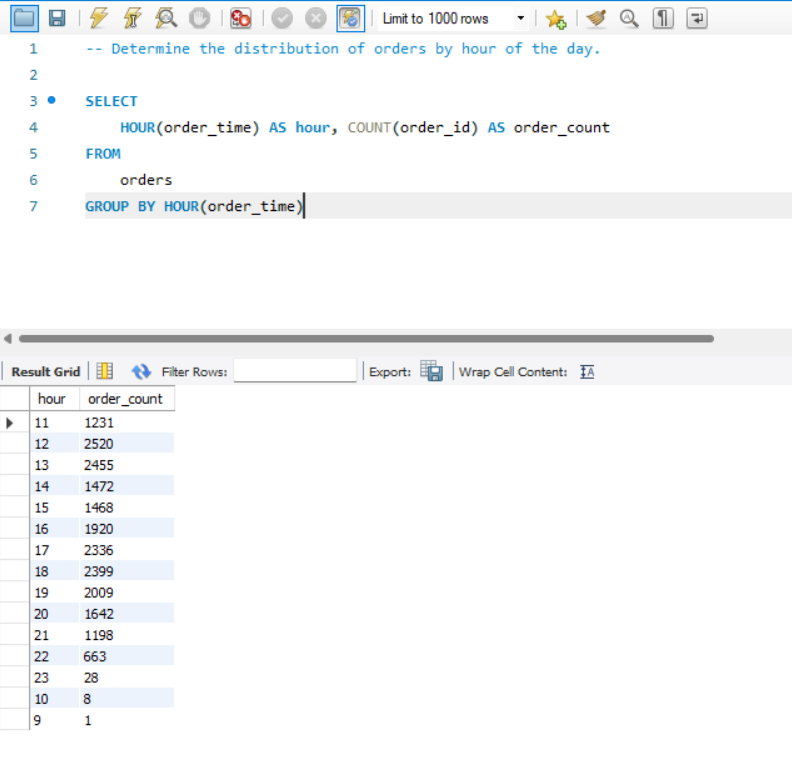 Limit to 1000 rows
1 -- Determine the distribution of orders by hour of the day.
2
3 SELECT
4 HOUR(order_time) AS hour, COUNT(order_id) AS order_count
5 FROM
6 orders
7 GROUP BY HOUR(order_time)
Result Grid Filter Rows: Export: Wrap Cell Content: IA
hour order_count
11 1231
12 2520
13 2455
14 1472
15 1468
16 1920
17 2336
18 2399
19 2009
20 1642
21 1198
22 663
23 28
10 8
9 1